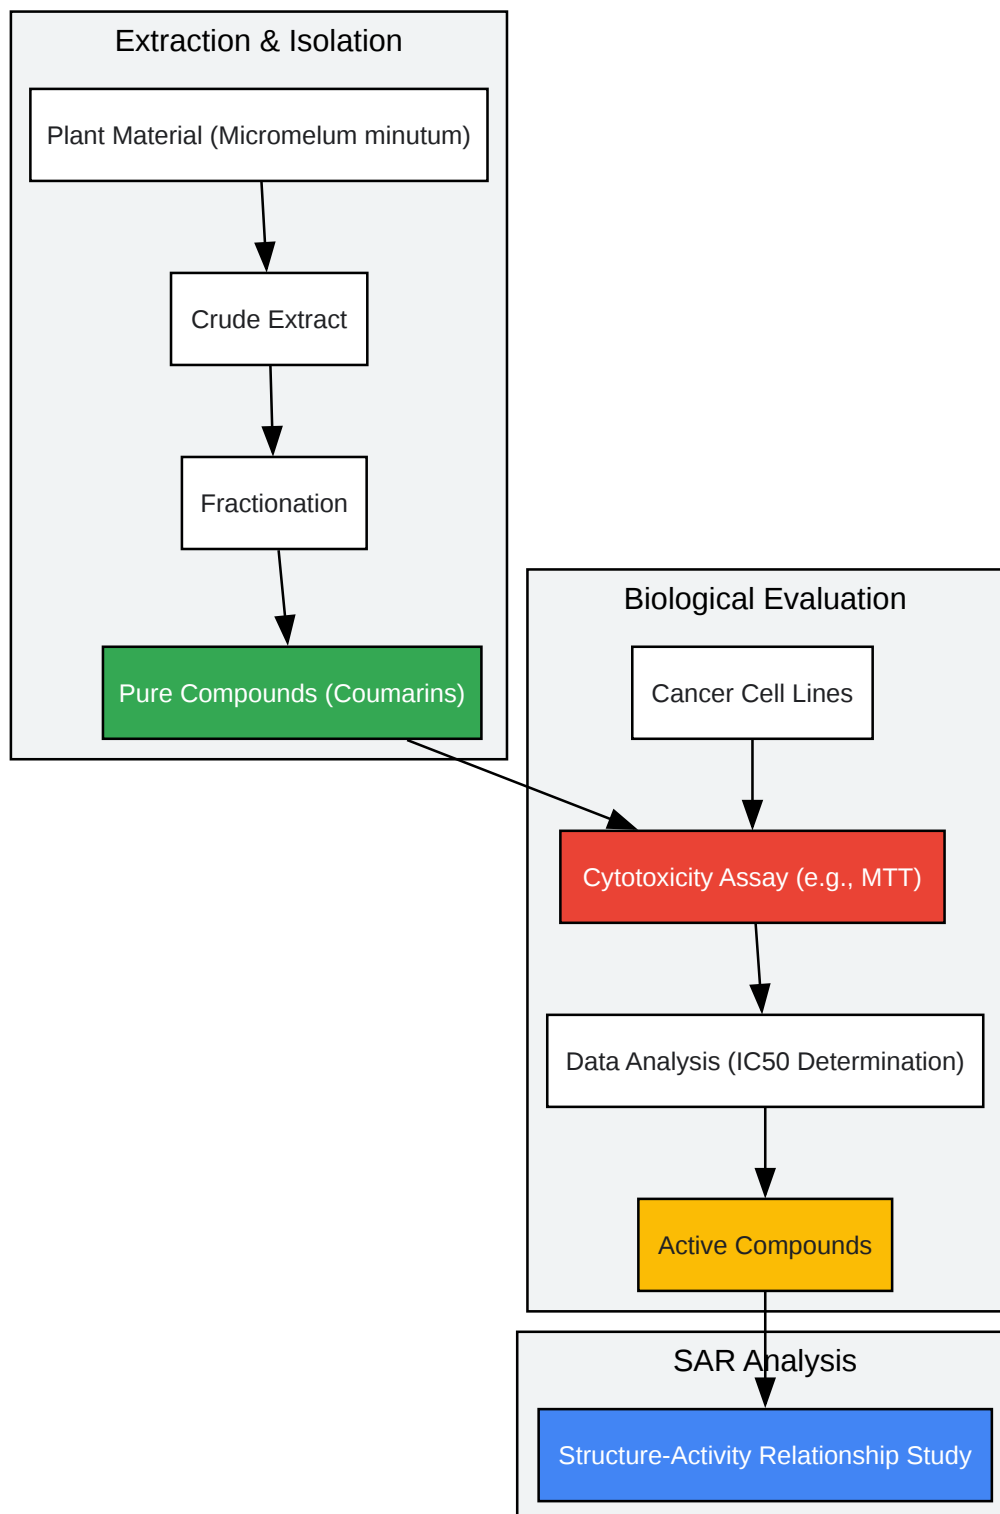 Extraction & Isolation
Plant Material (Micromelum minutum)
Crude Extract
Fractionation
Pure Compounds (Coumarins)
Biological Evaluation
Cancer Cell Lines
Cytotoxicity Assay (e.g., MTT)
Data Analysis (IC50 Determination)
Active Compounds
SAR Analysis
Structure-Activity Relationship Study